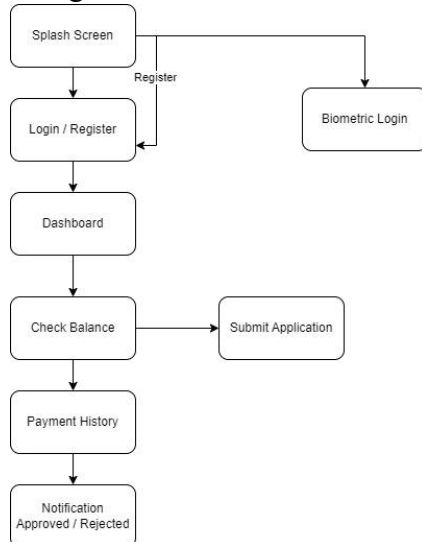 Splash Screen
Register
Login / Register
Biometric Login
Dashboard
Check Balance
Submit Application
Payment History
Notification
Approved / Rejected